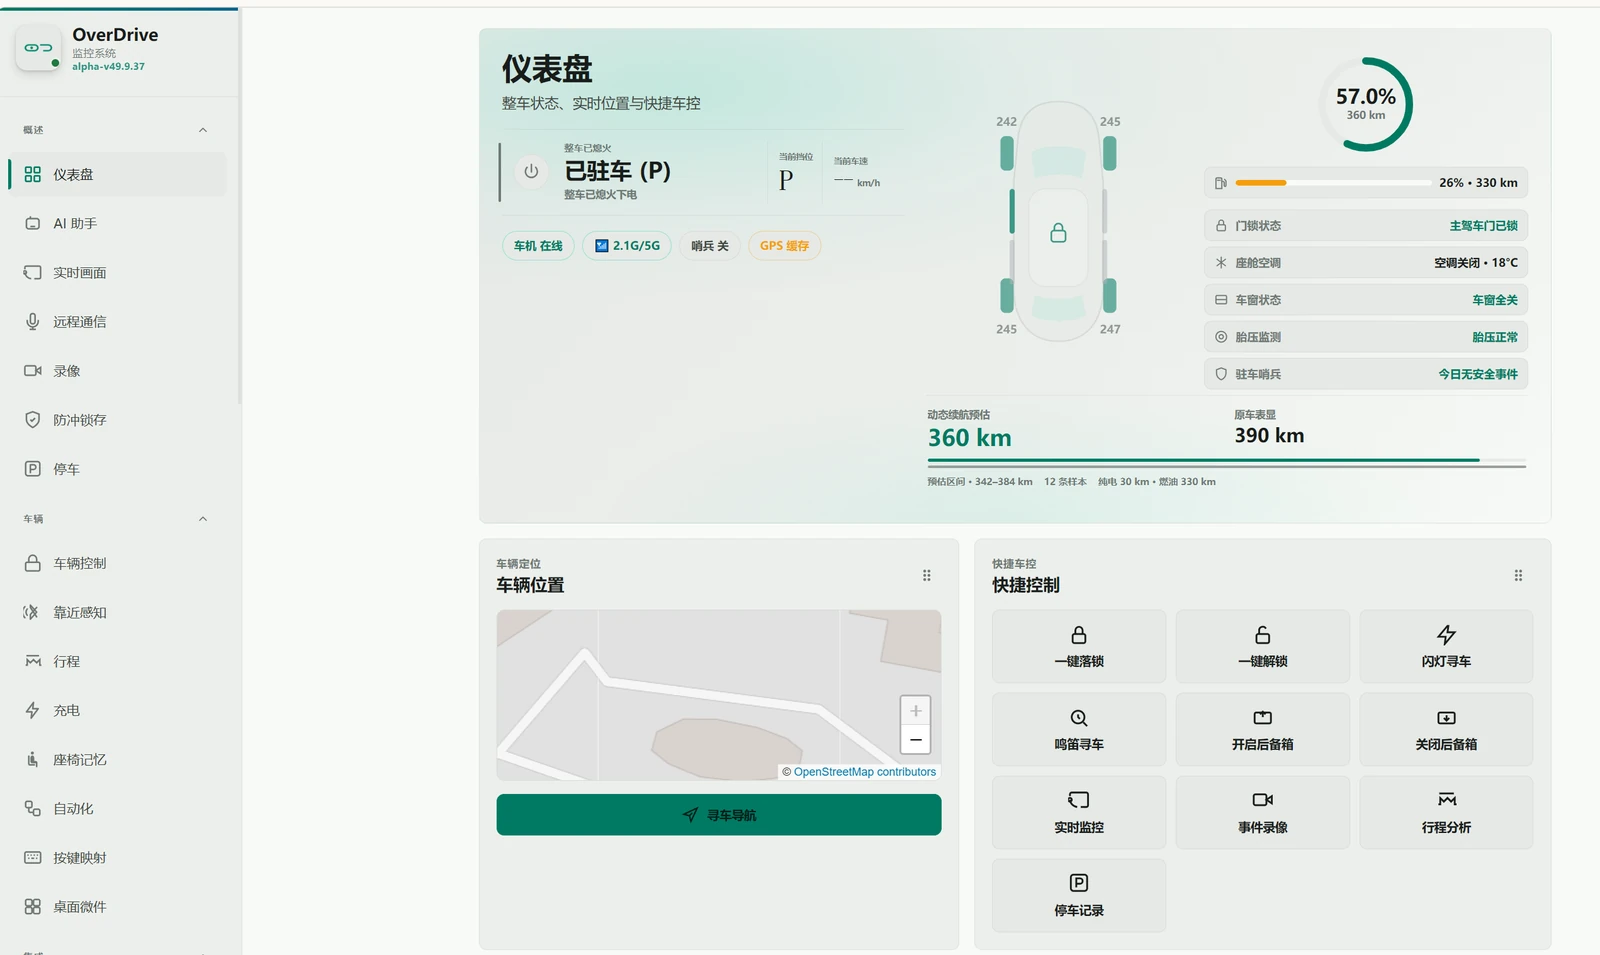 OverDrive
监控系统
alpha-v49.9.37
概述
仪表盘
AI 助手
实时画面
远程通信
录像
防冲锁存
停车
车辆
车辆控制
靠近感知
行程
充电
座椅记忆
自动化
按键映射
桌面微件
仪表盘
整车状态、实时位置与快捷车控
整车已熄火
已驻车 (P)
整车已熄火下电
当前挡位
P
当前车速
—— km/h
车机 在线
2.1G/5G
哨兵 关
GPS 缓存
242
245
245
247
57.0%
360 km
26% • 330 km
门锁状态
主驾车门已锁
座舱空调
空调关闭 • 18°C
车窗状态
车窗全关
胎压监测
胎压正常
驻车哨兵
今日无安全事件
动态续航预估
360 km
原车表显
390 km
预估区间 • 342–384 km 12 条样本 纯电 30 km • 燃油 330 km
车辆定位
车辆位置
+
−
© OpenStreetMap contributors
寻车导航
快捷车控
快捷控制
一键落锁
一键解锁
闪灯寻车
鸣笛寻车
开启后备箱
关闭后备箱
实时监控
事件录像
行程分析
停车记录